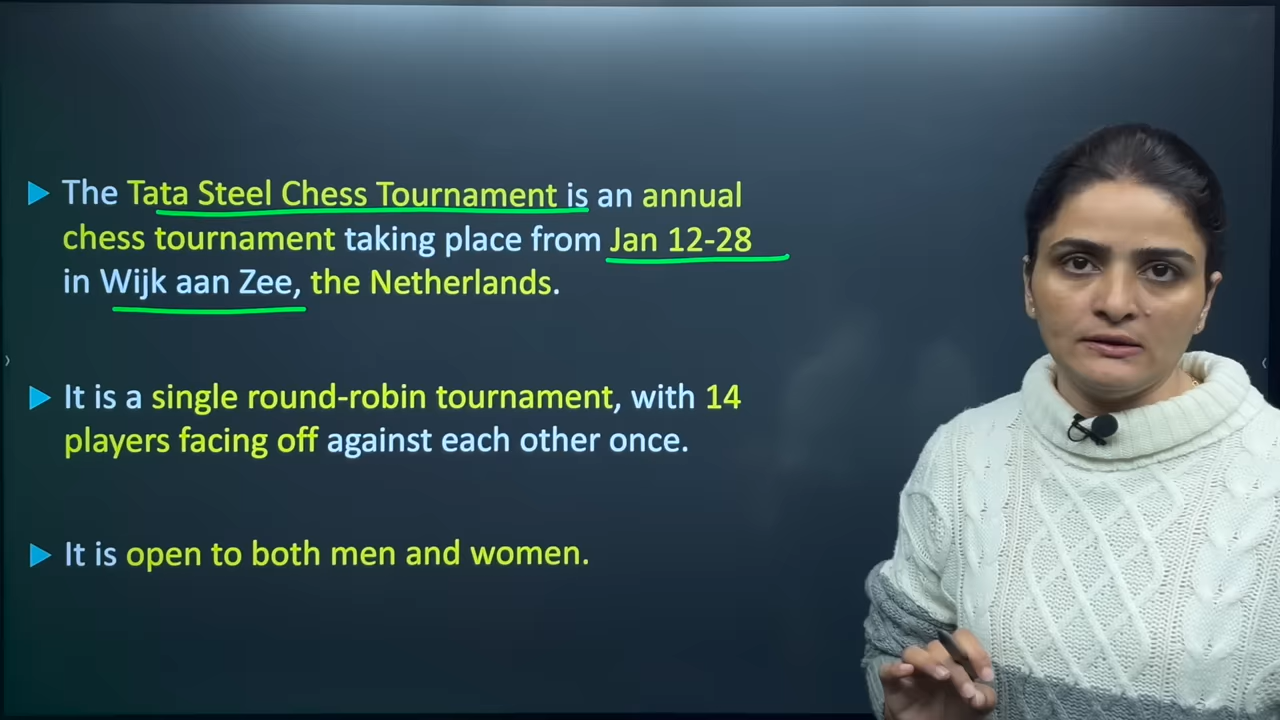 The Tata Steel Chess Tournament is an annual
chess tournament taking place from Jan 12-28
in Wijk aan Zee, the Netherlands.
It is a single round-robin tournament, with 14
players facing off against each other once.
It is open to both men and women.